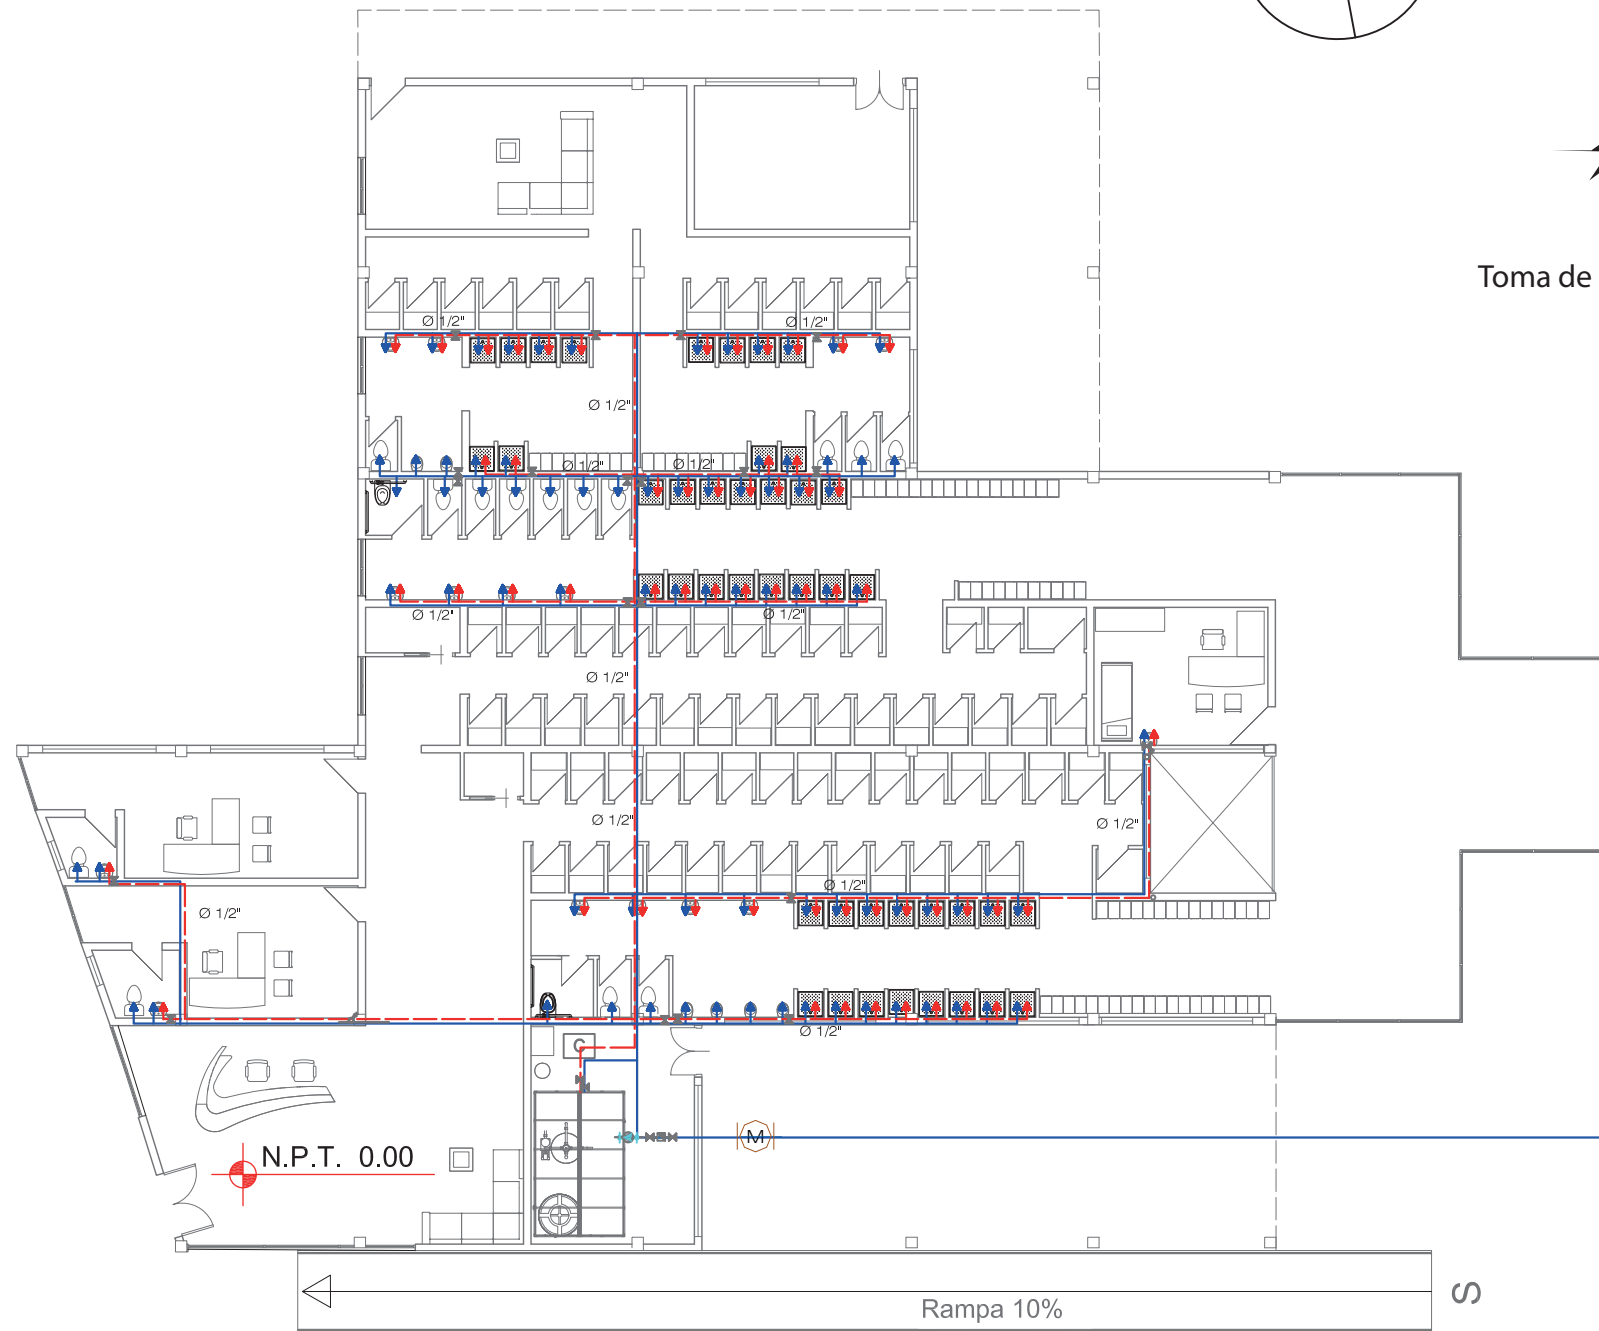 Toma de
Ø 1/2"
Ø 1/2"
Ø 1/2"
Ø 1/2"
Ø 1/2"
Ø 1/2"
Ø 1/2"
Ø 1/2"
Ø 1/2"
Ø 1/2"
Ø 1/2"
Ø 1/2"
Ø 1/2"
C
M
N.P.T. 0.00
S
Rampa 10%